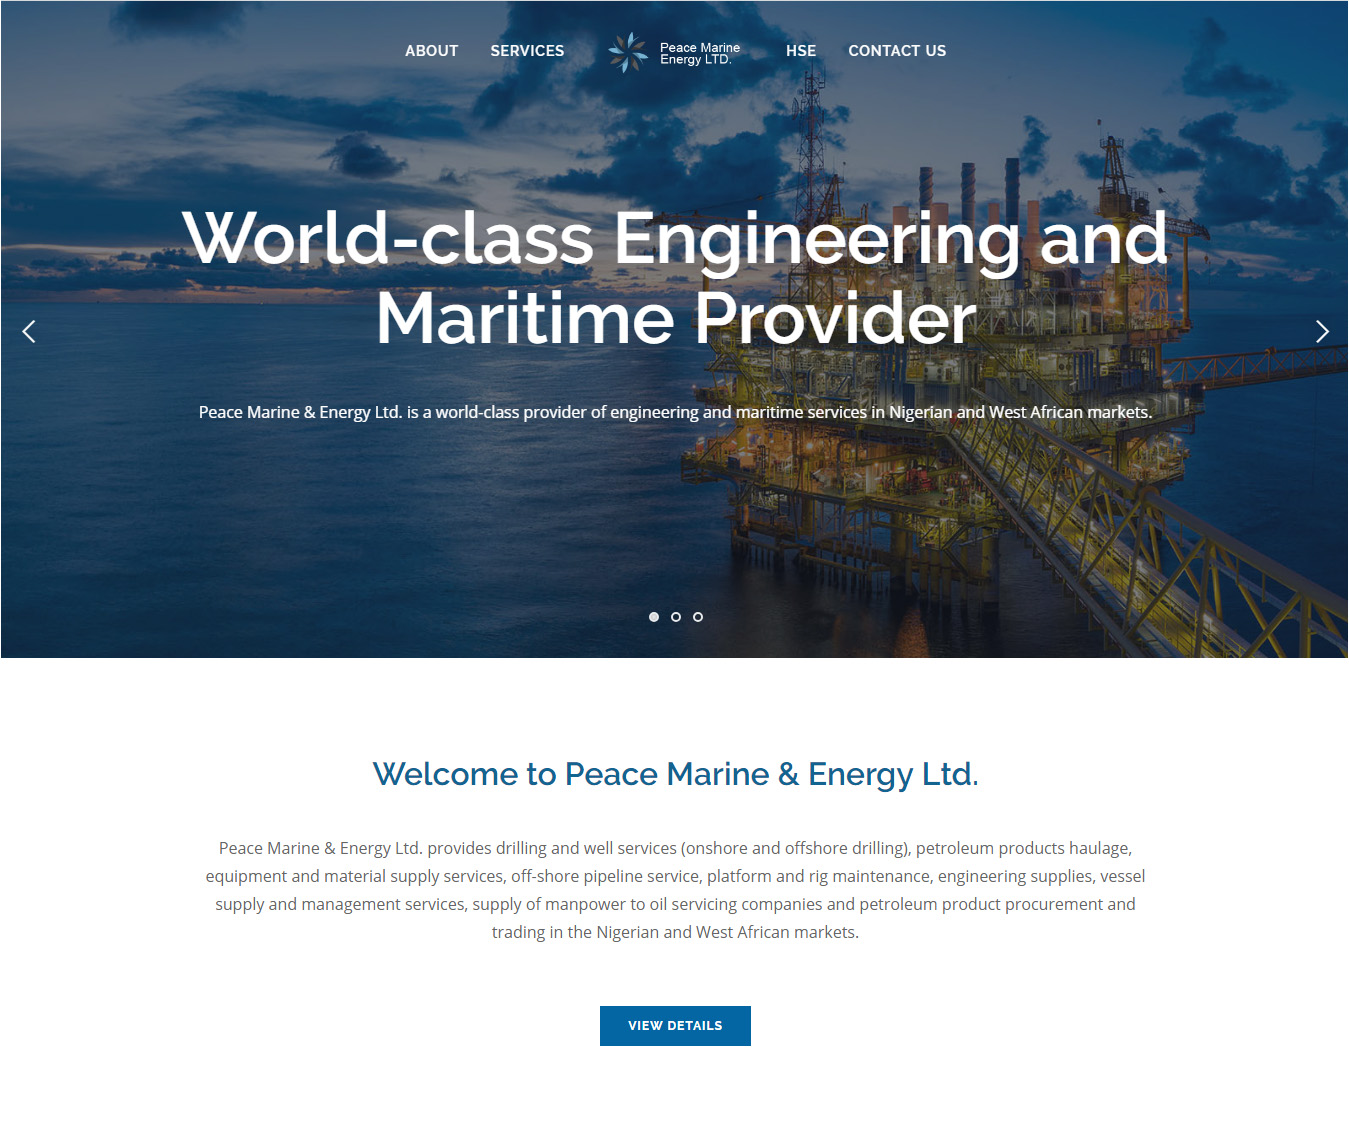 ABOUT
SERVICES
Peace Marine
Energy LTD.
HSE
CONTACT US
World-class Engineering and
Maritime Provider
Peace Marine & Energy Ltd. is a world-class provider of engineering and maritime services in Nigerian and West African markets.
Welcome to Peace Marine & Energy Ltd.
Peace Marine & Energy Ltd. provides drilling and well services (onshore and offshore drilling), petroleum products haulage,
equipment and material supply services, off-shore pipeline service, platform and rig maintenance, engineering supplies, vessel
supply and management services, supply of manpower to oil servicing companies and petroleum product procurement and
trading in the Nigerian and West African markets.
VIEW DETAILS